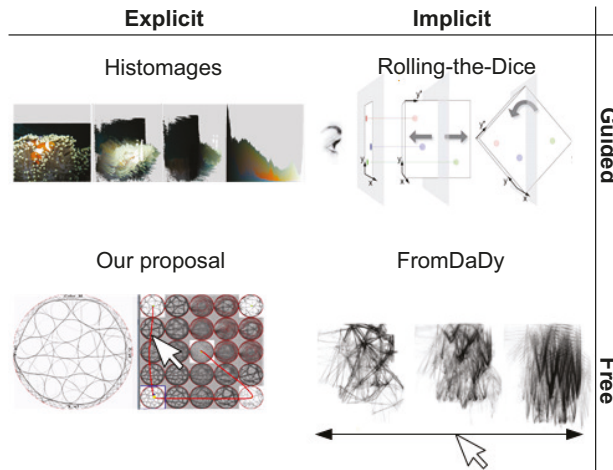 Explicit Implicit
Histomages Rolling-the-Dice
Guided
y"
y"
y"
y'
x
x
y'
x
Our proposal FromDaDy
Free